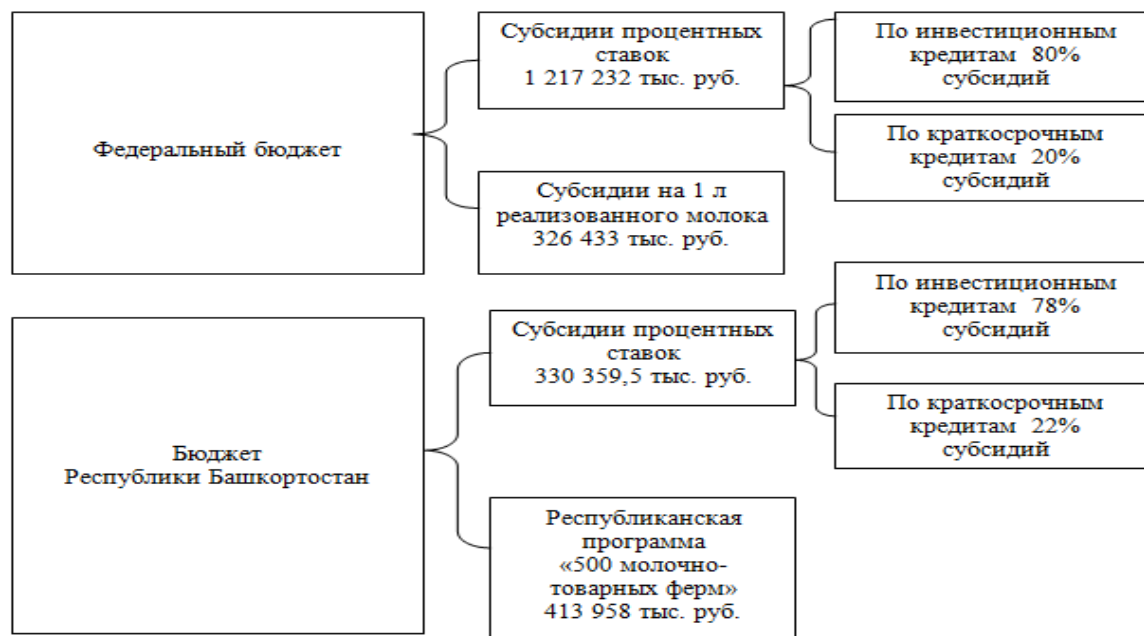 Федеральный бюджет
Субсидии процентных
ставок
1 217 232 тыс. руб.
По инвестиционным
кредитам 80%
субсидий
По краткосрочным
кредитам 20%
субсидий
Субсидии на 1 л
реализованного молока
326 433 тыс. руб.
Бюджет
Республики Башкортостан
Субсидии процентных
ставок
330 359,5 тыс. руб.
По инвестиционным
кредитам 78%
субсидий
По краткосрочным
кредитам 22%
субсидий
Республиканская
программа
«500 молочно-
товарных ферм»
413 958 тыс. руб.